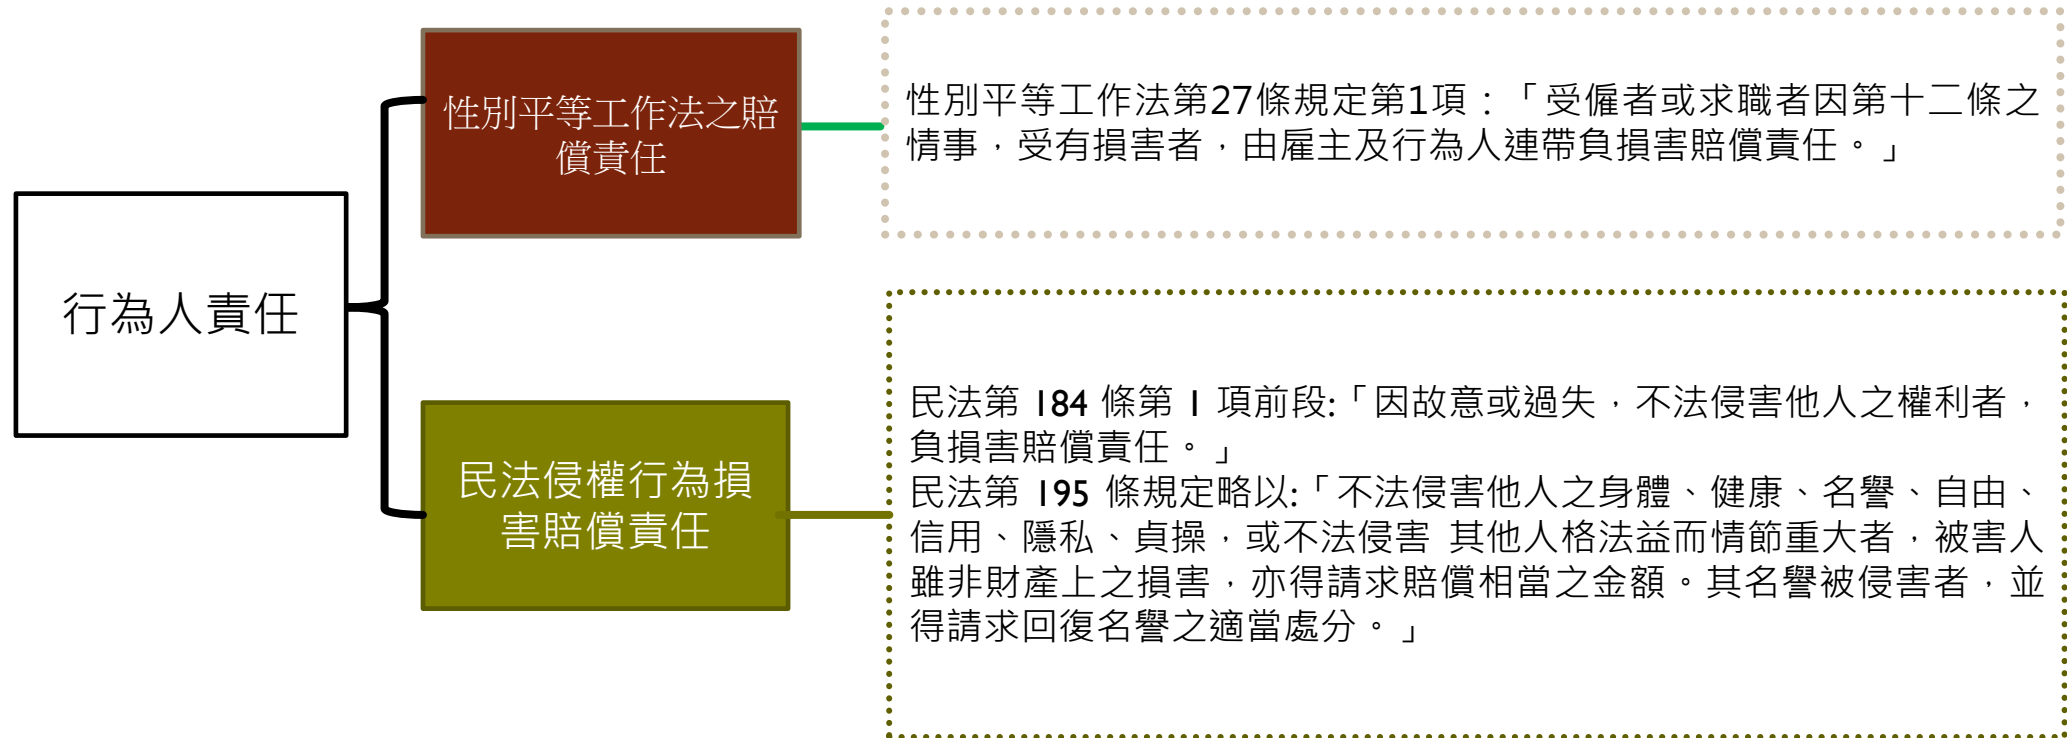 行為人責任
性別平等工作法之賠
償責任
性別平等工作法第27條規定第1項：「受僱者或求職者因第十二條之
情事，受有損害者，由雇主及行為人連帶負損害賠償責任。」
民法侵權行為損
害賠償責任
民法第 184 條第 1 項前段:「因故意或過失，不法侵害他人之權利者，
負損害賠償責任。」
民法第 195 條規定略以:「不法侵害他人之身體、健康、名譽、自由、
信用、隱私、貞操，或不法侵害 其他人格法益而情節重大者，被害人
雖非財產上之損害，亦得請求賠償相當之金額。其名譽被侵害者，並
得請求回復名譽之適當處分。」